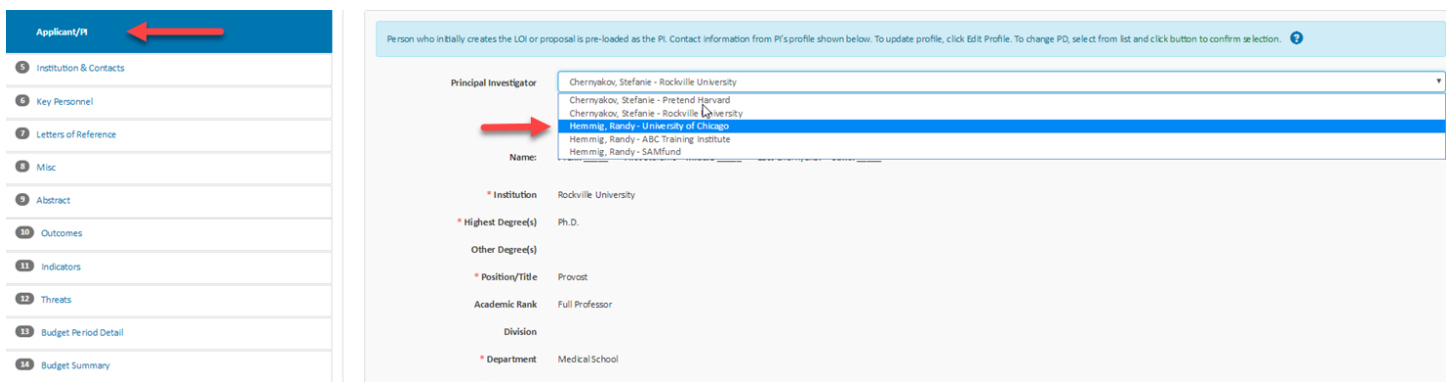 Applicant/PI
5 Institution & Contacts
6 Key Personnel
7 Letters of Reference
8 Misc
9 Abstract
10 Outcomes
11 Indicators
12 Threats
13 Budget Period Detail
14 Budget Summary
Person who initially creates the LOI or proposal is pre-loaded as the PI. Contact information from PI's profile shown below. To update profile, click Edit Profile. To change PD, select from list and click button to confirm selection. ?
Principal Investigator Chernyakov, Stefanie - Rockville University
Chernyakov, Stefanie - Pretend Harvard
Chernyakov, Stefanie - Rockville University
Hemmig, Randy - University of Chicago
Hemmig, Randy - ABC Training Institute
Hemmig, Randy - SAMfund
Name:
* Institution Rockville University
* Highest Degree(s) Ph.D.
Other Degree(s)
* Position/Title Provost
Academic Rank Full Professor
Division
* Department Medical School